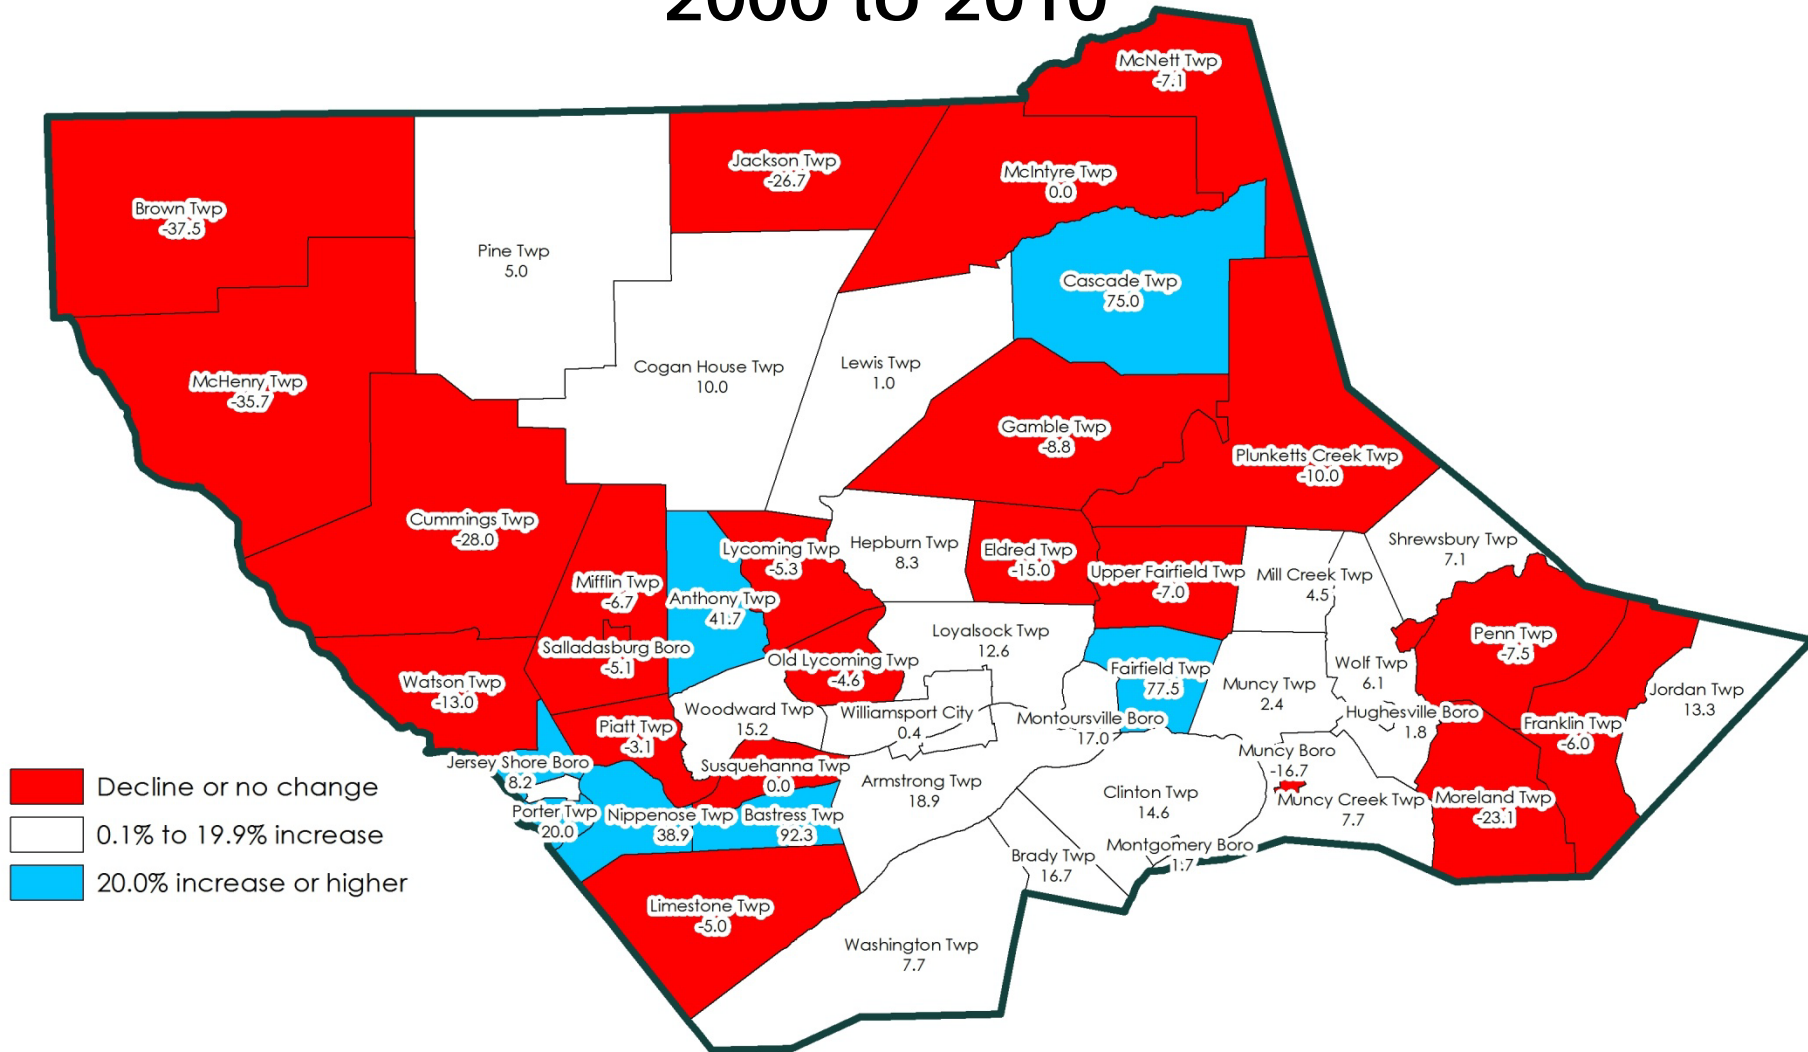 2000 to 2010
McNett Twp
-7.1
Jackson Twp
-26.7
McIntyre Twp
0.0
Brown Twp
-37.5
Pine Twp
5.0
Cascade Twp
75.0
McHenry Twp
-35.7
Cogan House Twp
10.0
Lewis Twp
1.0
Gamble Twp
-8.8
Plunketts Creek Twp
-10.0
Cummings Twp
-28.0
Lycoming Twp
-5.3
Hepburn Twp
8.3
Eldred Twp
-15.0
Shrewsbury Twp
7.1
Mifflin Twp
-6.7
Anthony Twp
41.7
Upper Fairfield Twp
-7.0
Mill Creek Twp
4.5
Salladasburg Boro
-5.1
Loyalsock Twp
12.6
Penn Twp
-7.5
Old Lycoming Twp
-4.6
Fairfield Twp
77.5
Wolf Twp
6.1
Watson Twp
-13.0
Muncy Twp
2.4
Jordan Twp
13.3
Woodward Twp
15.2
Williamsport City
0.4
Montoursville Boro
17.0
Hughesville Boro
1.8
Franklin Twp
-6.0
Piatt Twp
-3.1
Jersey Shore Boro
8.2
Susquehanna Twp
0.0
Muncy Boro
-16.7
Armstrong Twp
18.9
Clinton Twp
14.6
Muncy Creek Twp
7.7
Moreland Twp
-23.1
Porter Twp
20.0
Nippenose Twp
38.9
Bastress Twp
92.3
Brady Twp
16.7
Montgomery Boro
1.7
Limestone Twp
-5.0
Washington Twp
7.7
Decline or no change
0.1% to 19.9% increase
20.0% increase or higher